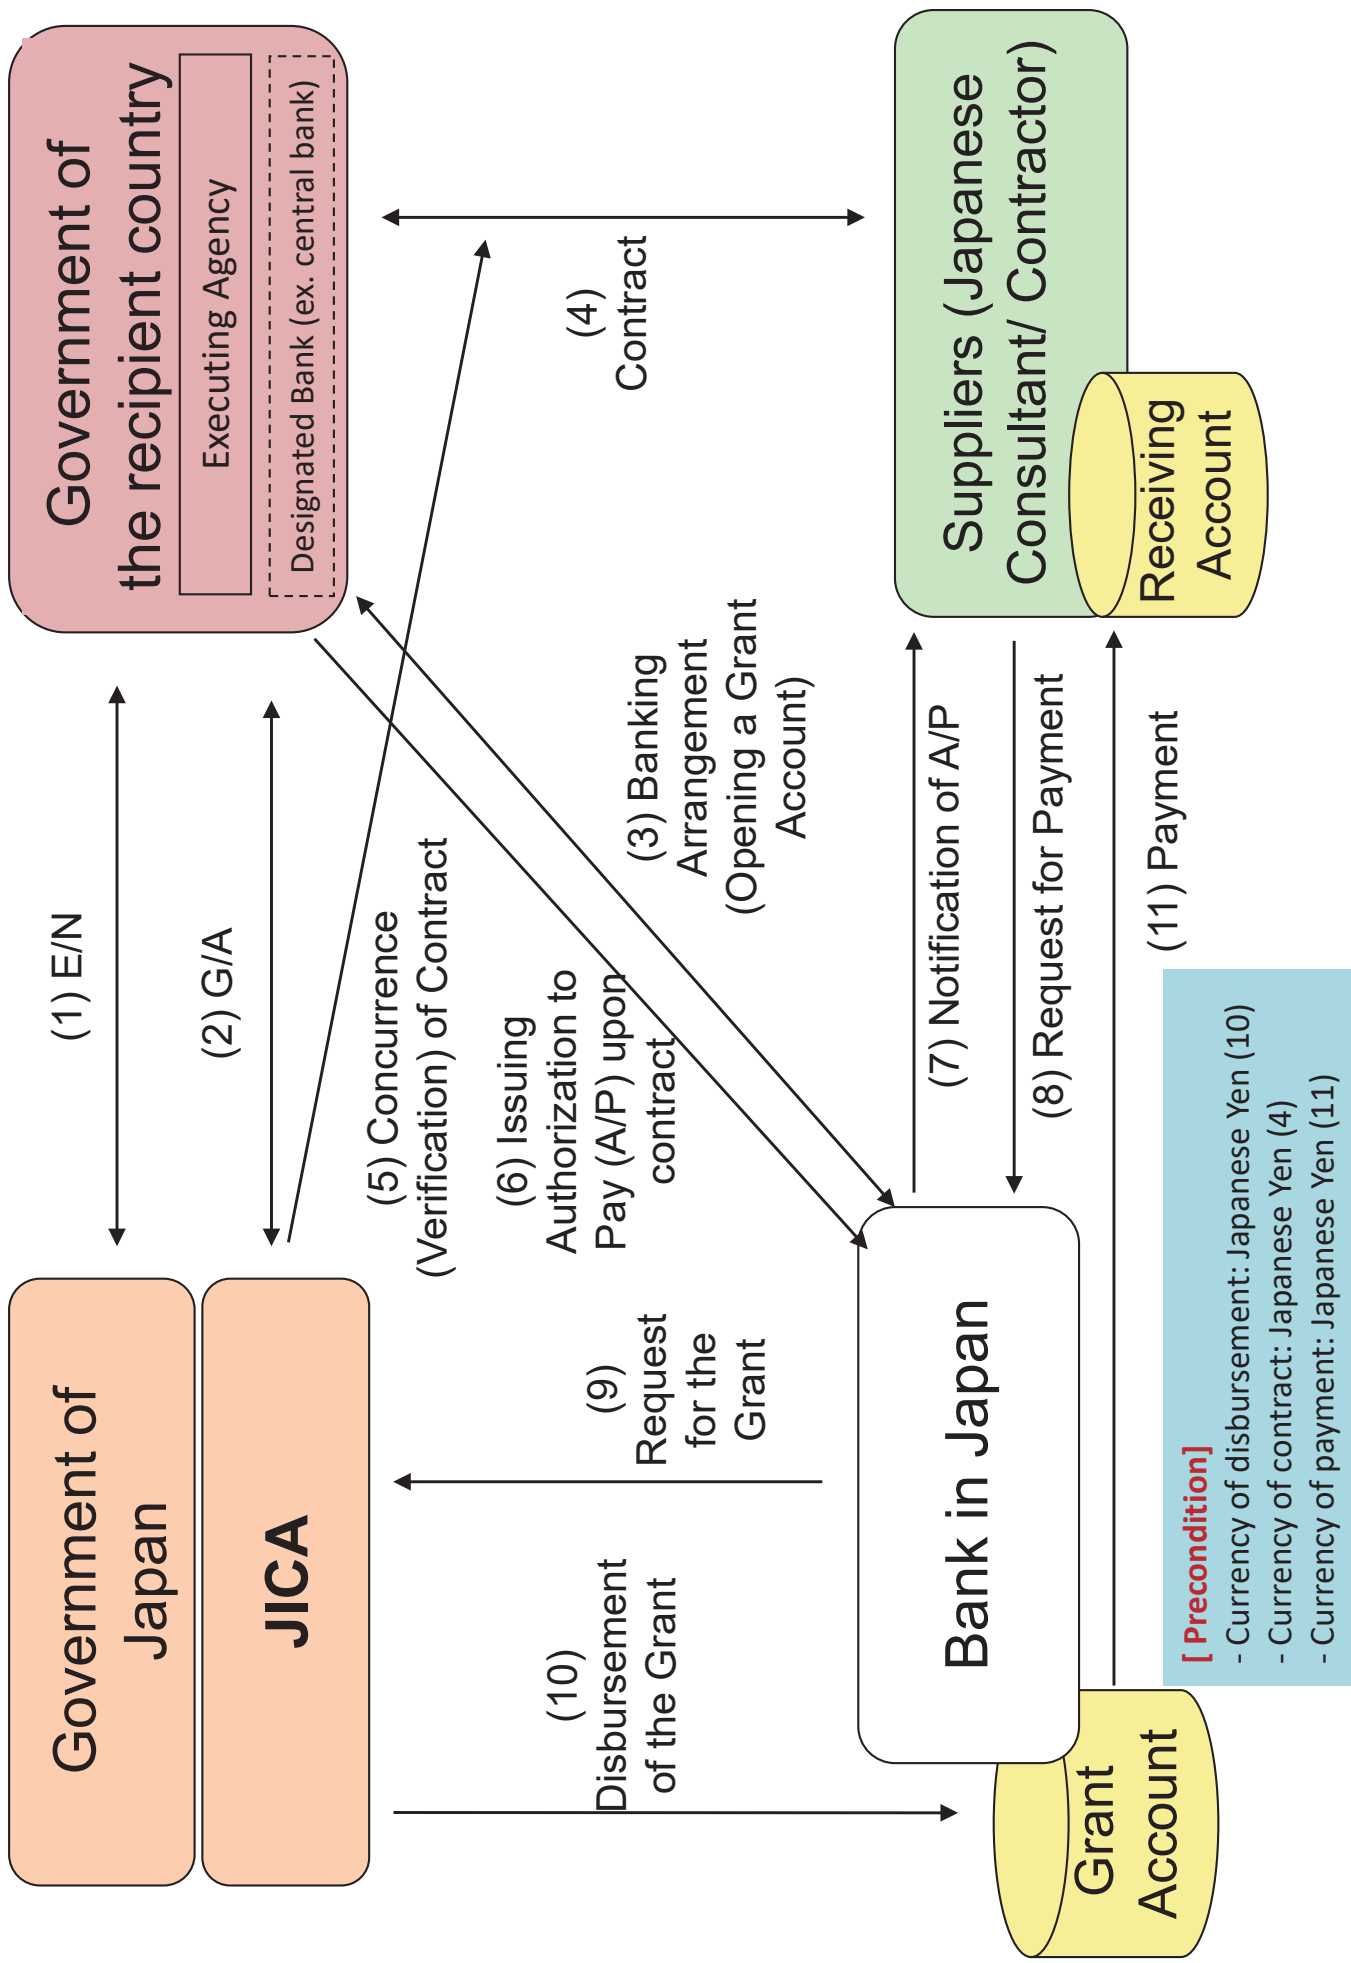 Government of
Japan
JICA
(1) E/N
(2) G/A
Government of
the recipient country
Executing Agency
Designated Bank (ex. central bank)
(5) Concurrence
(Verification) of Contract
(6) Issuing
Authorization to
Pay (A/P) upon
contract
(3) Banking
Arrangement
(Opening a Grant
Account)
(4)
Contract
(10)
Disbursement
of the Grant
(9)
Request
for the
Grant
Bank in Japan
Grant
Account
(7) Notification of A/P
(8) Request for Payment
(11) Payment
Suppliers (Japanese
Consultant/ Contractor)
Receiving
Account
[ Precondition]
- Currency of disbursement: Japanese Yen (10)
- Currency of contract: Japanese Yen (4)
- Currency of payment: Japanese Yen (11)